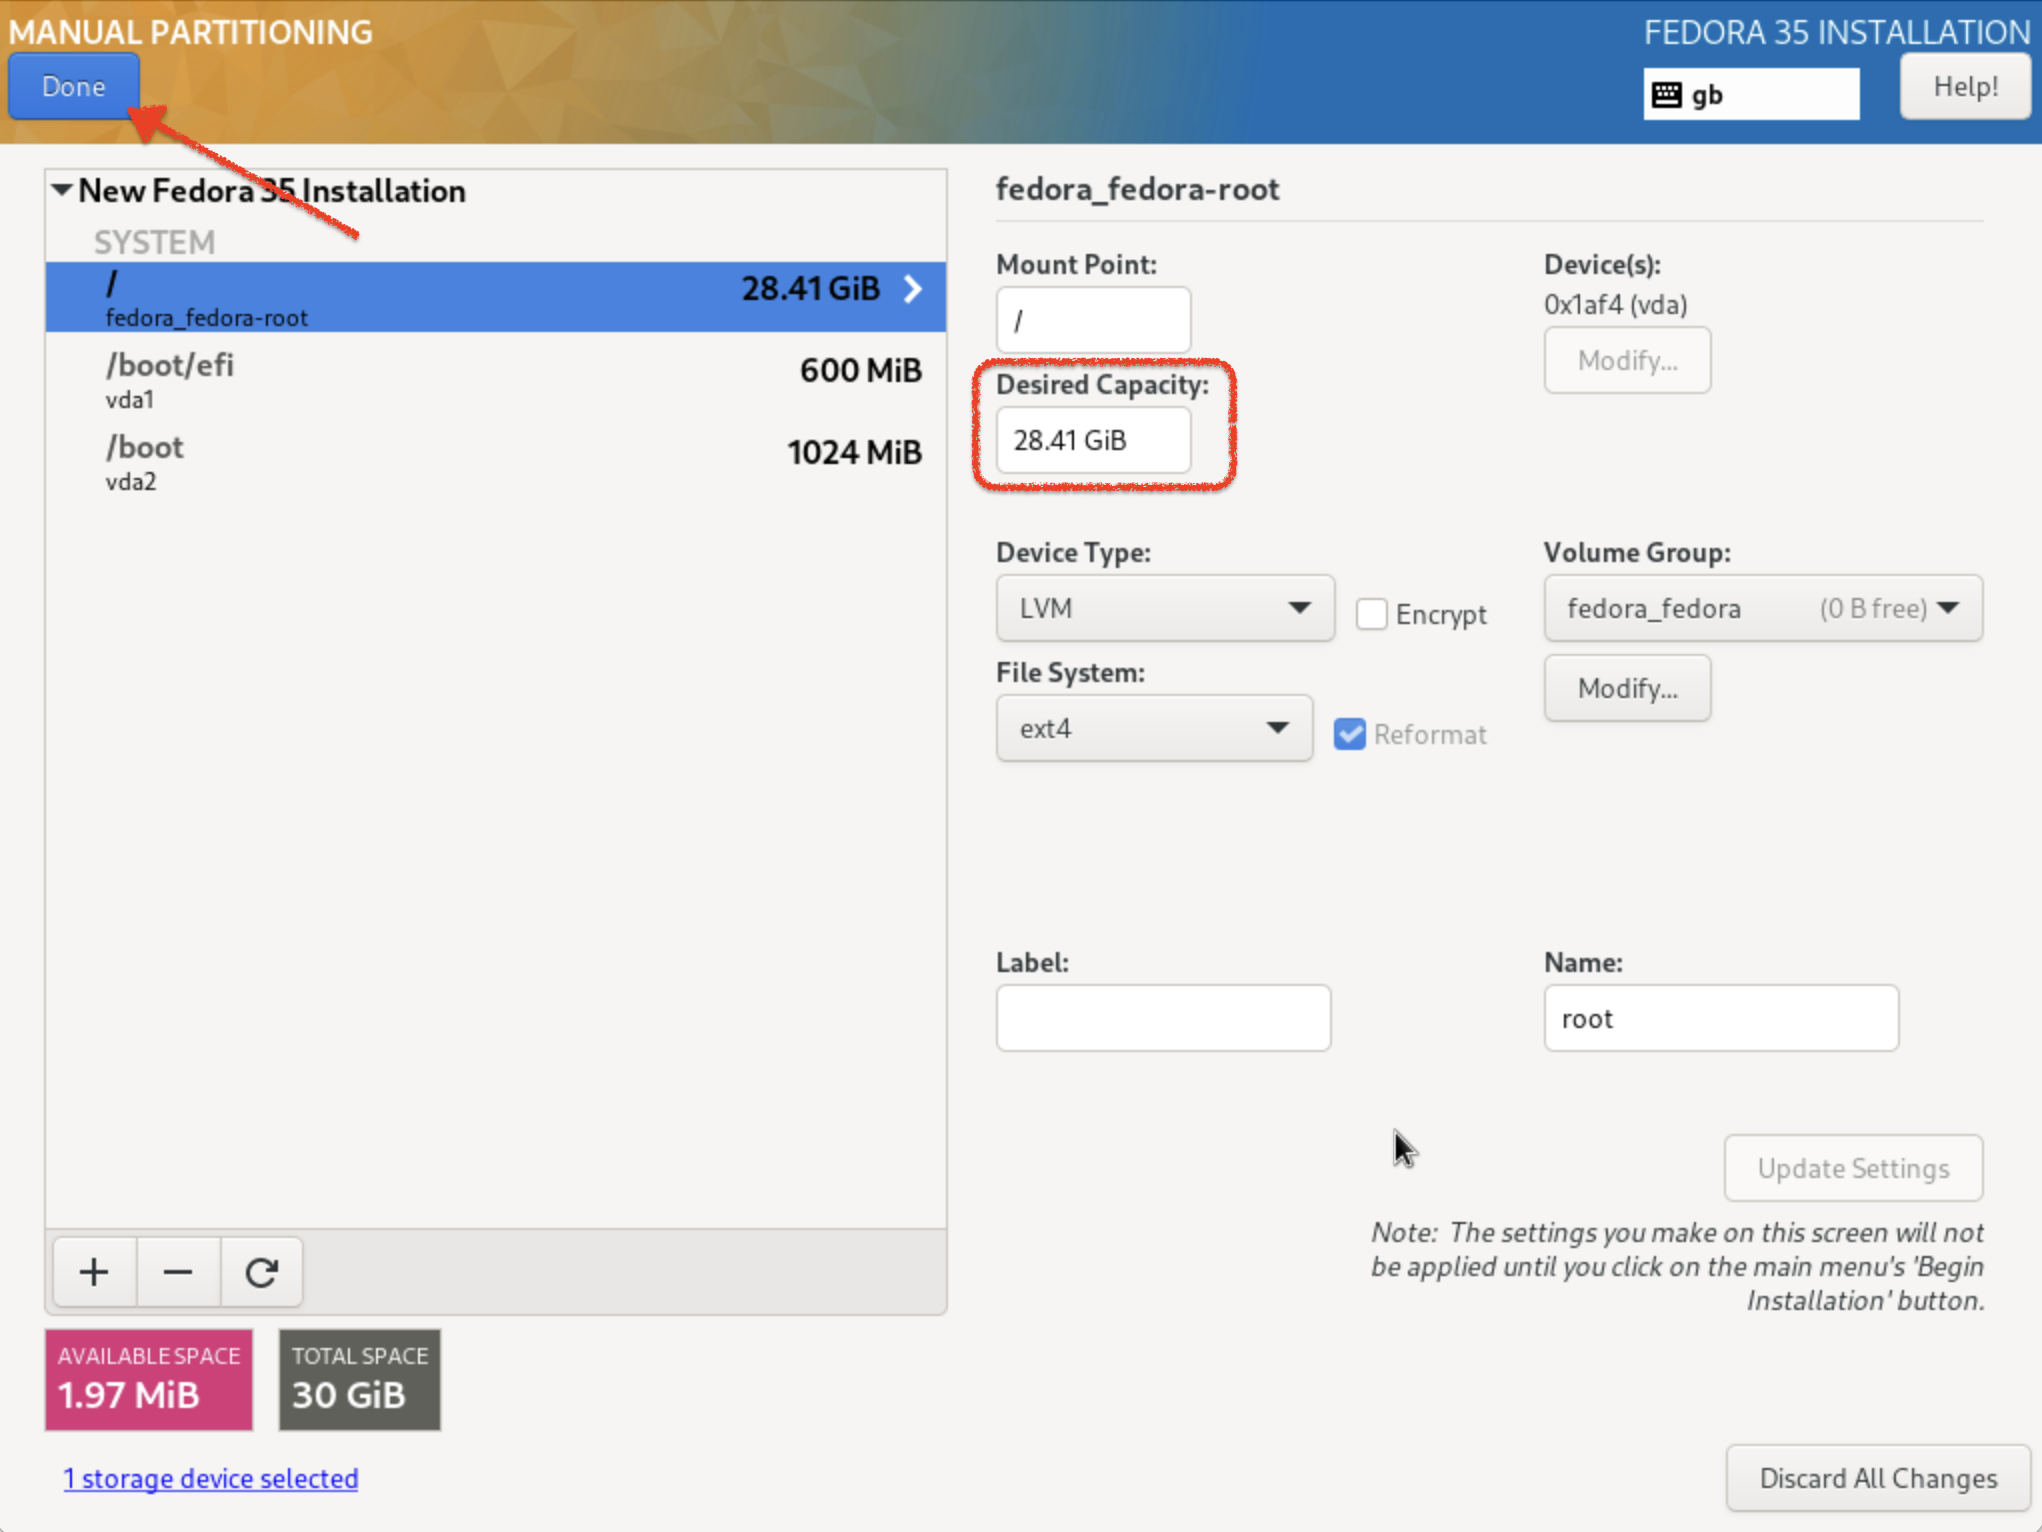 MANUAL PARTITIONING
FEDORA 35 INSTALLATION
Done
gb
Help!
New Fedora 35 Installation
SYSTEM
/
28.41 GiB
fedora_fedora-root
/boot/efi
600 MiB
vda1
/boot
1024 MiB
vda2
AVAILABLE SPACE
1.97 MiB
TOTAL SPACE
30 GiB
1 storage device selected
fedora_fedora-root
Mount Point:
/
Desired Capacity:
28.41 GiB
Device(s):
0x1af4 (vda)
Modify...
Device Type:
LVM
Encrypt
Volume Group:
fedora_fedora (0 B free)
Modify...
File System:
ext4
Reformat
Label:
Name:
root
Update Settings
Note: The settings you make on this screen will not
be applied until you click on the main menu's 'Begin
Installation' button.
Discard All Changes